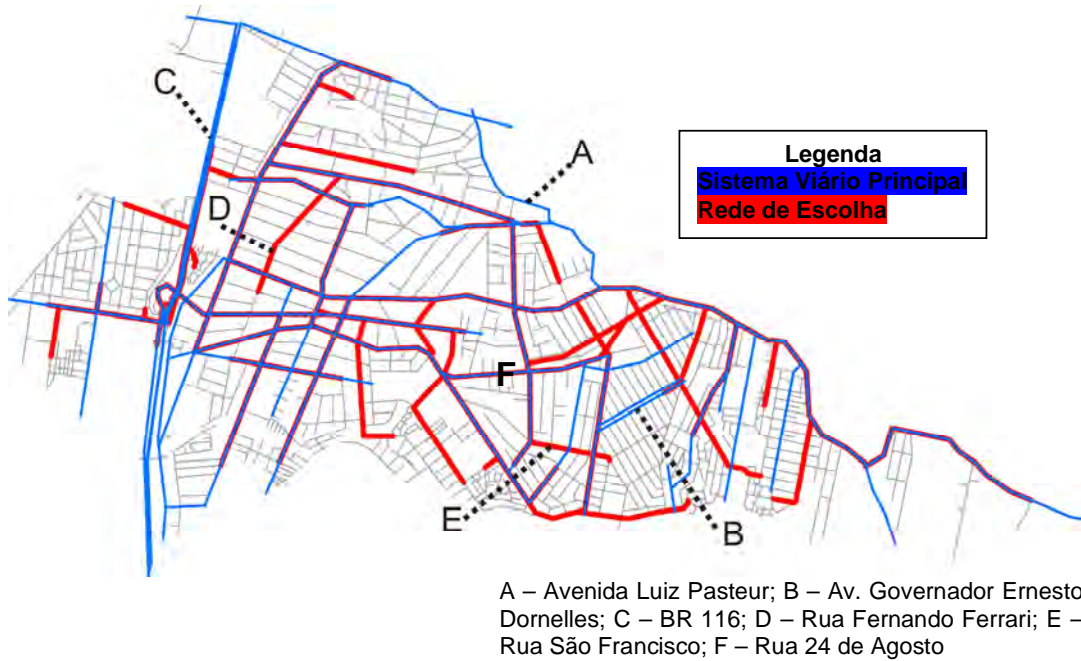 C
A
Legenda
Sistema Viário Principal
Rede de Escolha
D
F
E
B
A – Avenida Luiz Pasteur; B – Av. Governador Ernesto
Dornelles; C – BR 116; D – Rua Fernando Ferrari; E –
Rua São Francisco; F – Rua 24 de Agosto